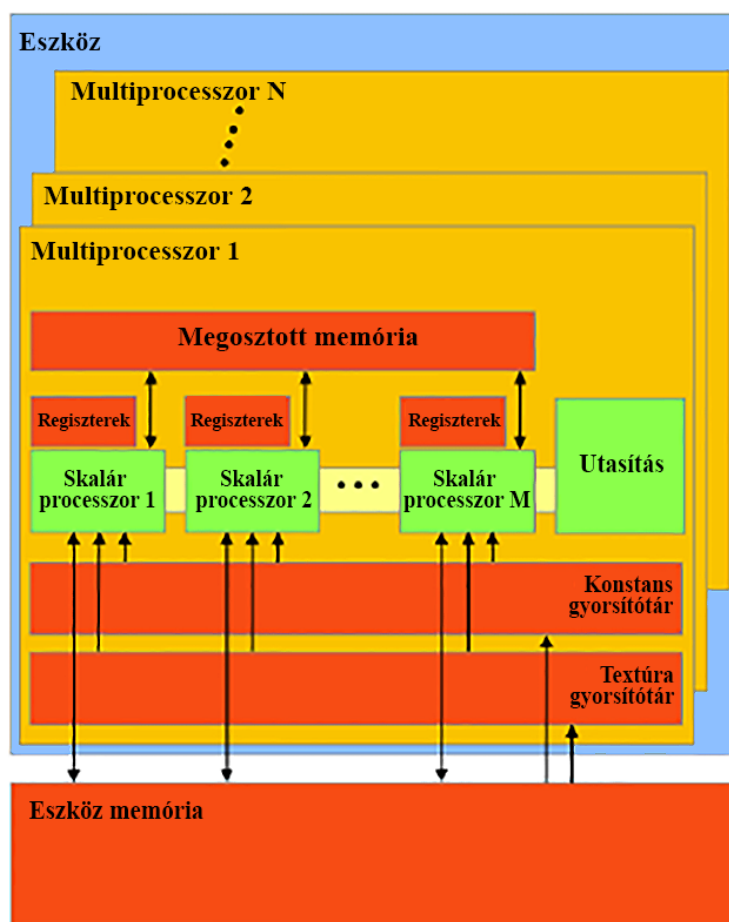 Eszköz
Multiprocesszor N
Multiprocesszor 2
Multiprocesszor 1
Megosztott memória
Regiszterek
Regiszterek
Regiszterek
Skalár
processzor 1
Skalár
processzor 2
Skalár
processzor M
Utasítás
Konstans
gyorsítótár
Textúra
gyorsítótár
Eszköz memória